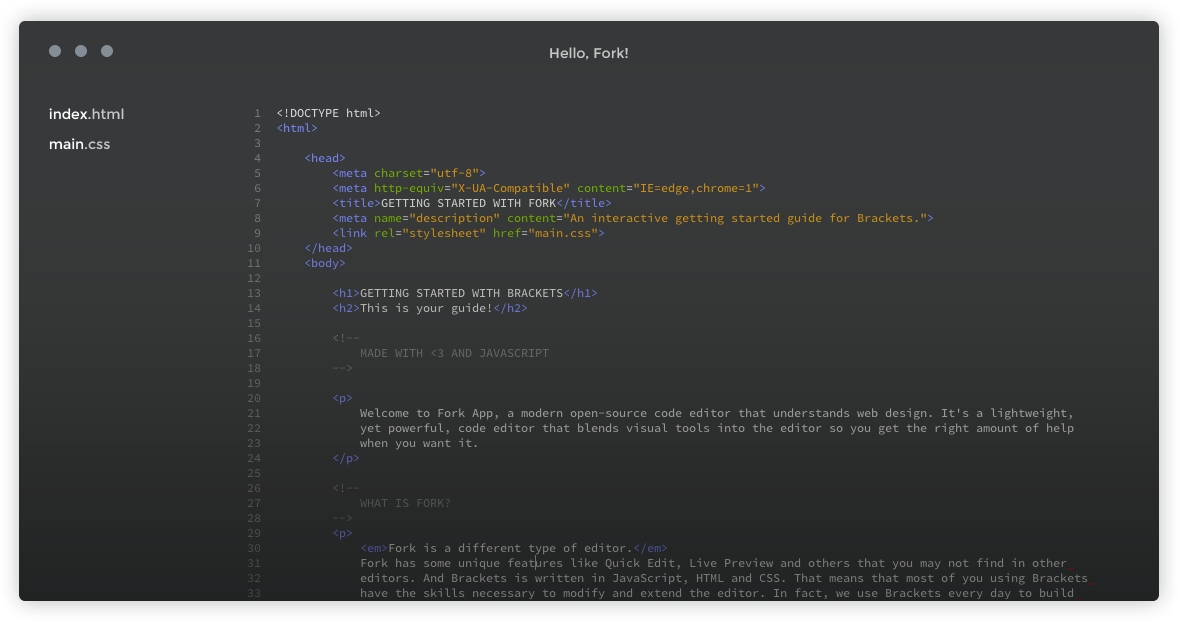 Hello, Fork!
index.html
main.css
1 <!DOCTYPE html>
2 <html>
3
4 <head>
5 <meta charset="utf-8">
6 <meta http-equiv="X-UA-Compatible" content="IE=edge,chrome=1">
7 <title>GETTING STARTED WITH FORK</title>
8 <meta name="description" content="An interactive getting started guide for Brackets.">
9 <link rel="stylesheet" href="main.css">
10 </head>
11 <body>
12
13 <h1>GETTING STARTED WITH BRACKETS</h1>
14 <h2>This is your guide!</h2>
15
16 <!--
17 MADE WITH <3 AND JAVASCRIPT
18 -->
19
20 <p>
21 Welcome to Fork App, a modern open-source code editor that understands web design. It's a lightweight,
22 yet powerful, code editor that blends visual tools into the editor so you get the right amount of help
23 when you want it.
24 </p>
25
26 <!--
27 WHAT IS FORK?
28 -->
29 <p>
30 <em>Fork is a different type of editor.</em>
31 Fork has some unique features like Quick Edit, Live Preview and others that you may not find in other
32 editors. And Brackets is written in JavaScript, HTML and CSS. That means that most of you using Brackets
33 have the skills necessary to modify and extend the editor. In fact, we use Brackets every day to build